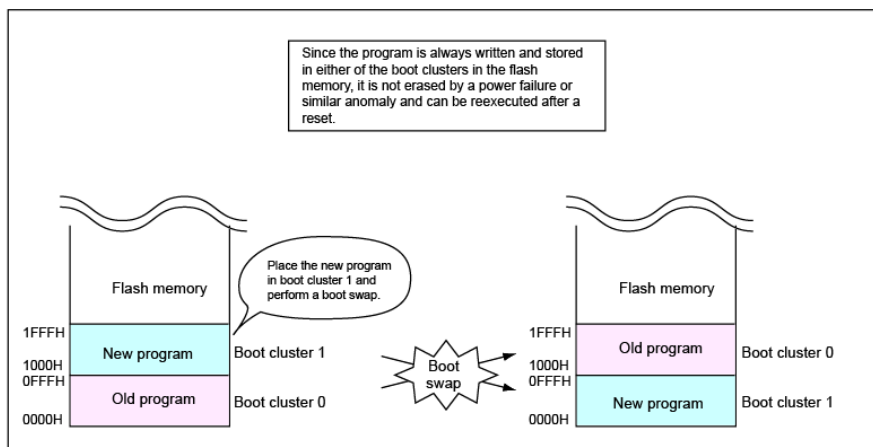 Since the program is always written and stored
in either of the boot clusters in the flash
memory, it is not erased by a power failure or
similar anomaly and can be reexecuted after a
reset.
Place the new program
in boot cluster 1 and
perform a boot swap.
Flash memory
1FFFH
New program
Boot cluster 1
1000H
0FFFH
Old program
Boot cluster 0
0000H
Boot
swap
Flash memory
1FFFH
Old program
Boot cluster 0
1000H
0FFFH
New program
Boot cluster 1
0000H